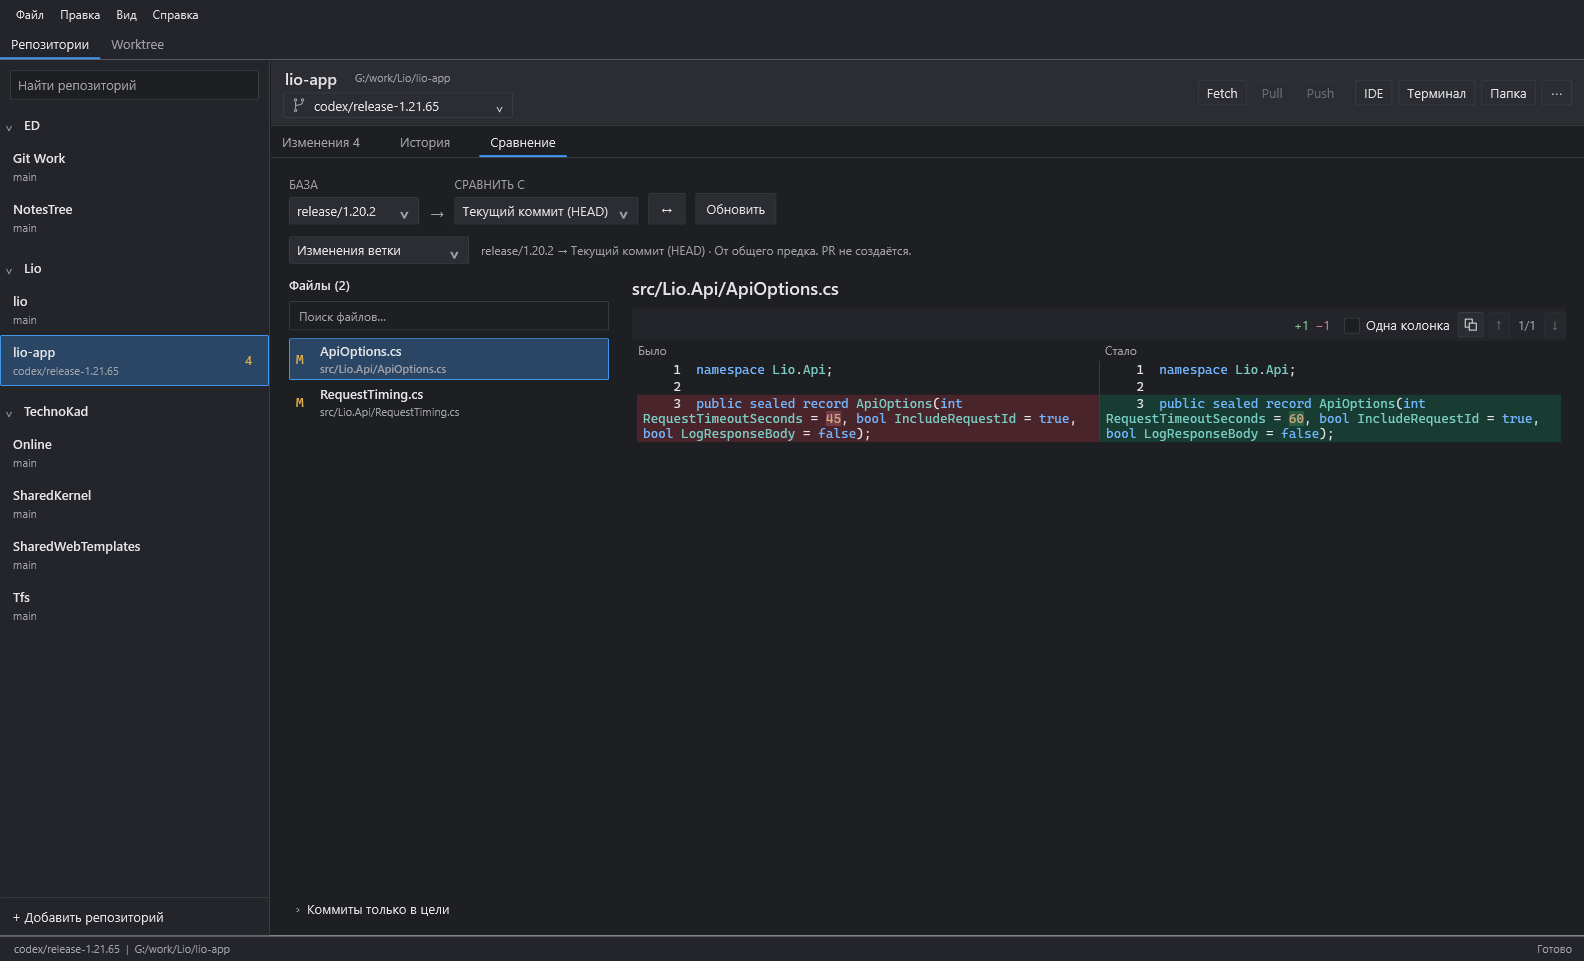 Файл Правка Вид Справка
Репозитории Worktree
Найти репозиторий
ED
Git Work
main
NotesTree
main
Lio
lio
main
lio-app 4
codex/release-1.21.65
TechnoKad
Online
main
SharedKernel
main
SharedWebTemplates
main
Tfs
main
+ Добавить репозиторий
lio-app G:/work/Lio/lio-app
codex/release-1.21.65
Fetch Pull Push IDE Терминал Папка ...
Изменения 4 История Сравнение
БАЗА СРАВНИТЬ С
release/1.20.2 → Текущий коммит (HEAD) ↔ Обновить
Изменения ветки release/1.20.2 → Текущий коммит (HEAD) · От общего предка. PR не создаётся.
Файлы (2)
Поиск файлов...
M ApiOptions.cs
src/Lio.Api/ApiOptions.cs
M RequestTiming.cs
src/Lio.Api/RequestTiming.cs
src/Lio.Api/ApiOptions.cs
+1 −1 Одна колонка ↑ 1/1 ↓
Было
1 namespace Lio.Api;
2
3 public sealed record ApiOptions(int
RequestTimeoutSeconds = 45, bool IncludeRequestId = true,
bool LogResponseBody = false);
Стало
1 namespace Lio.Api;
2
3 public sealed record ApiOptions(int
RequestTimeoutSeconds = 60, bool IncludeRequestId = true,
bool LogResponseBody = false);
› Коммиты только в цели
codex/release-1.21.65 | G:/work/Lio/lio-app Готово